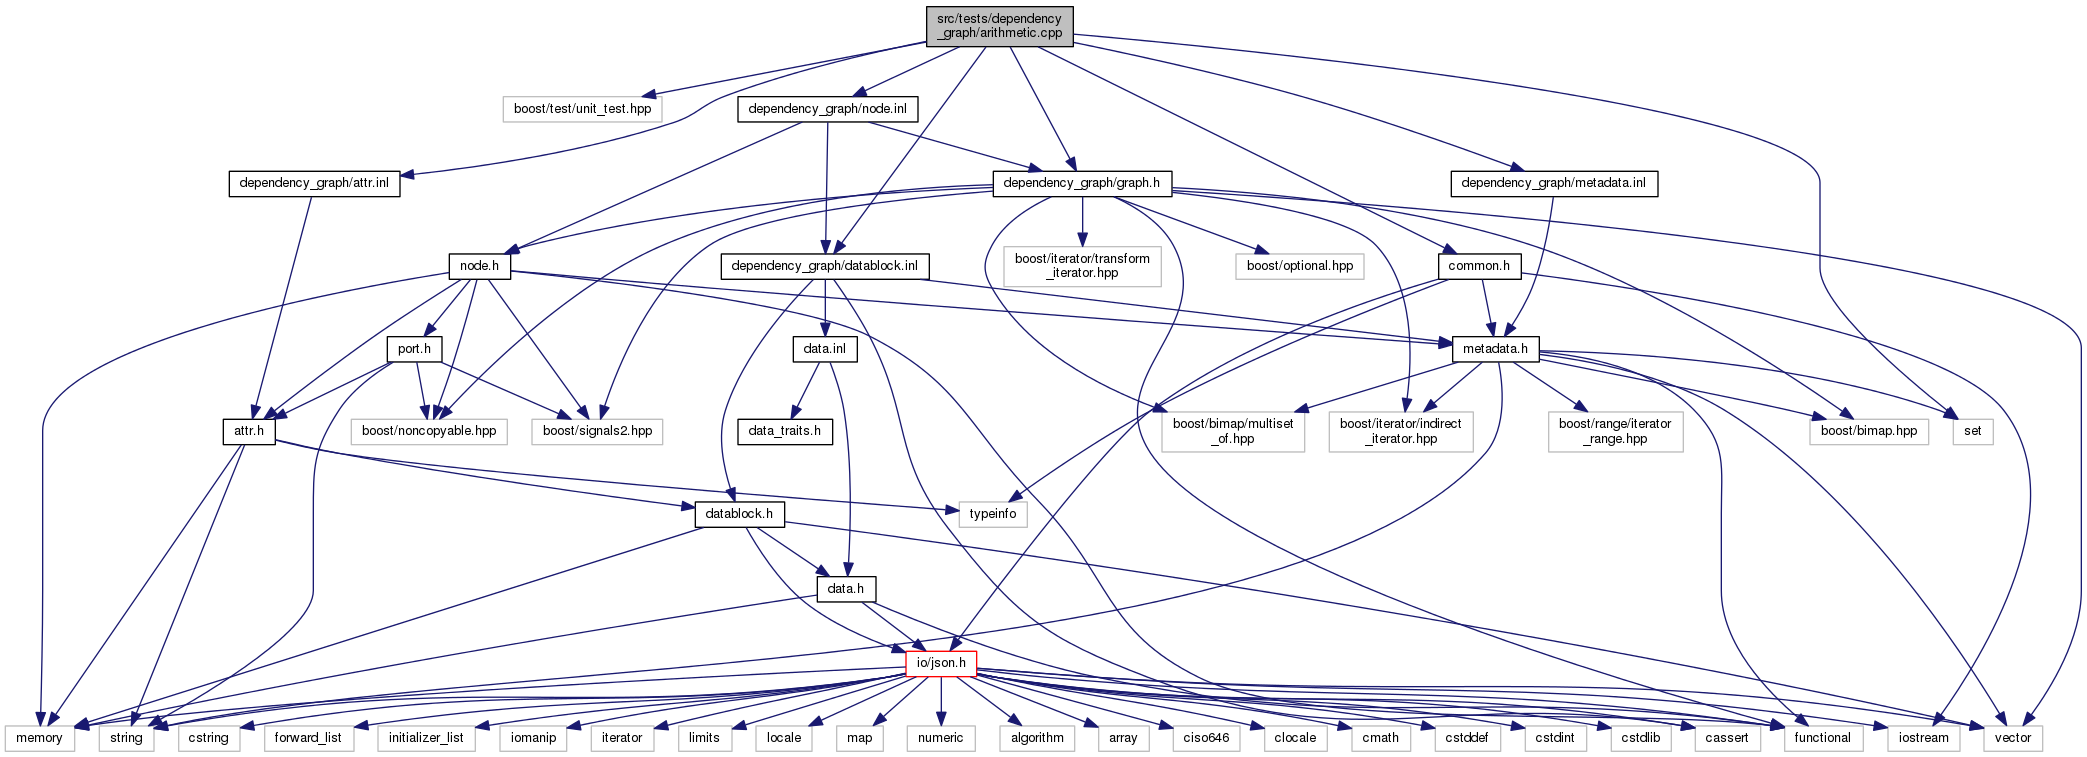 src/tests/dependency
_graph/arithmetic.cpp
boost/test/unit_test.hpp
dependency_graph/node.inl
dependency_graph/attr.inl
dependency_graph/graph.h
dependency_graph/metadata.inl
node.h
dependency_graph/datablock.inl
boost/iterator/transform
_iterator.hpp
boost/optional.hpp
common.h
port.h
data.inl
metadata.h
attr.h
boost/noncopyable.hpp
boost/signals2.hpp
data_traits.h
boost/bimap/multiset
_of.hpp
boost/iterator/indirect
_iterator.hpp
boost/range/iterator
_range.hpp
boost/bimap.hpp
set
datablock.h
typeinfo
data.h
io/json.h
memory
string
cstring
forward_list
initializer_list
iomanip
iterator
limits
locale
map
numeric
algorithm
array
ciso646
clocale
cmath
cstddef
cstdint
cstdlib
cassert
functional
iostream
vector